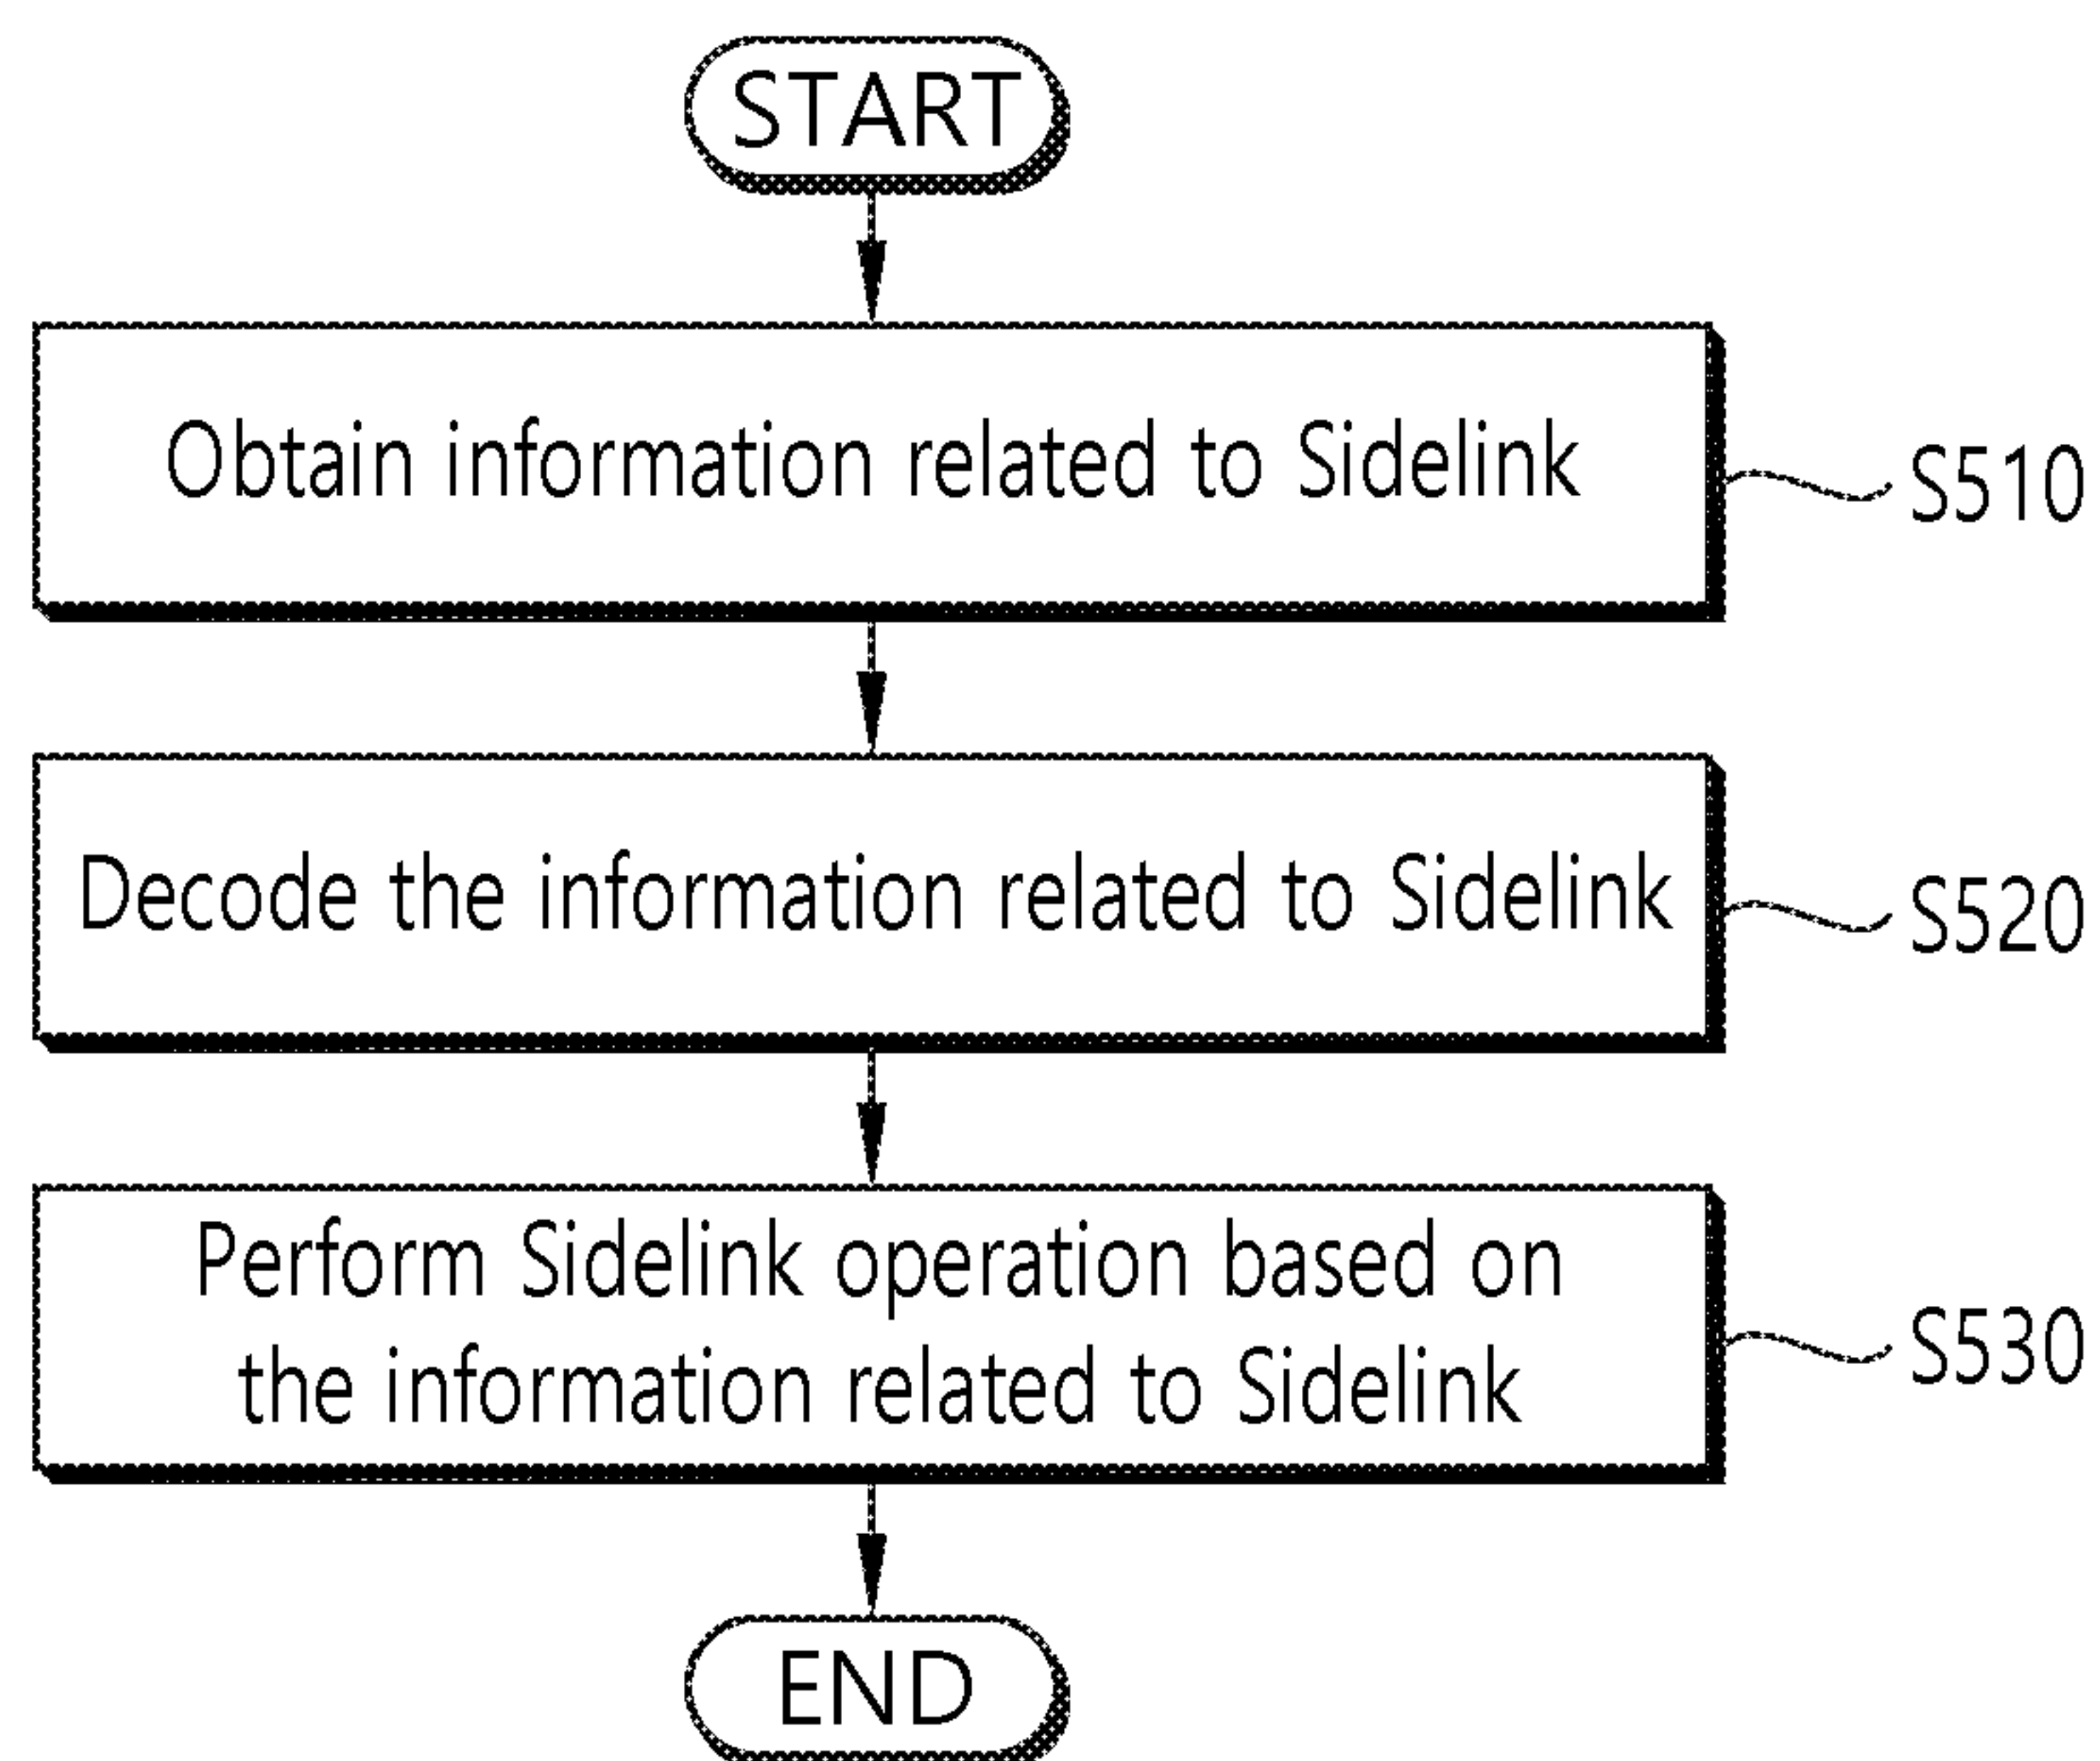 START
Obtain information related to Sidelink
S510
Decode the information related to Sidelink
S520
Perform Sidelink operation based on
the information related to Sidelink
S530
END